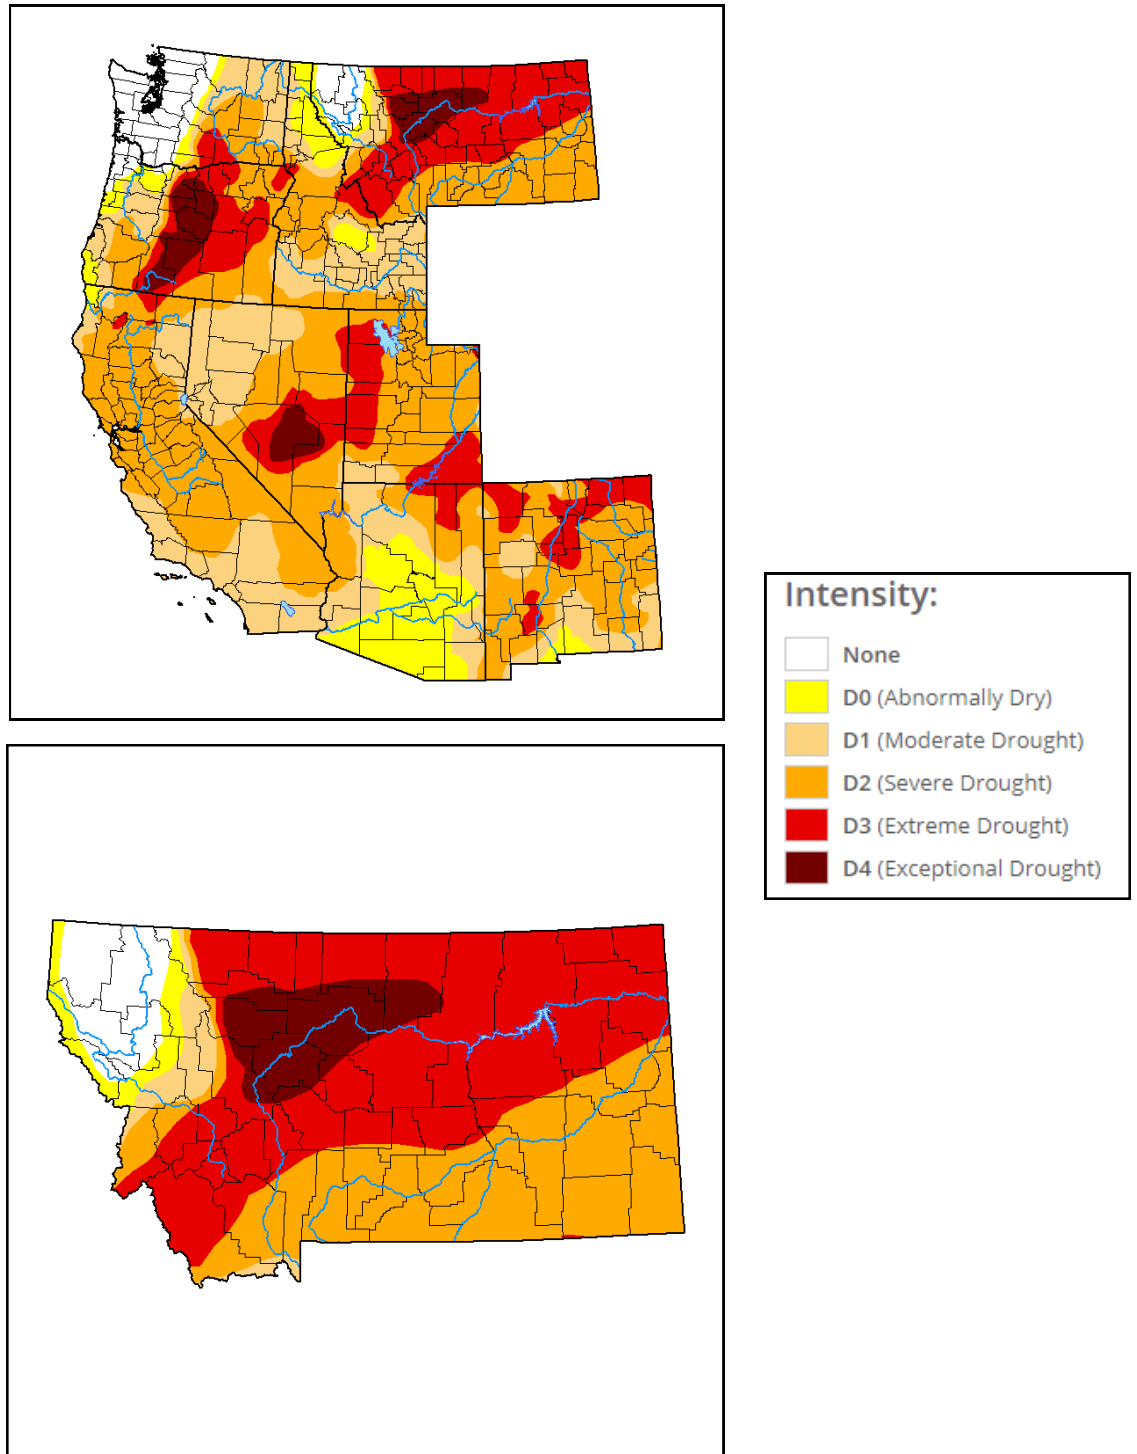 Intensity:
None
D0 (Abnormally Dry)
D1 (Moderate Drought)
D2 (Severe Drought)
D3 (Extreme Drought)
D4 (Exceptional Drought)